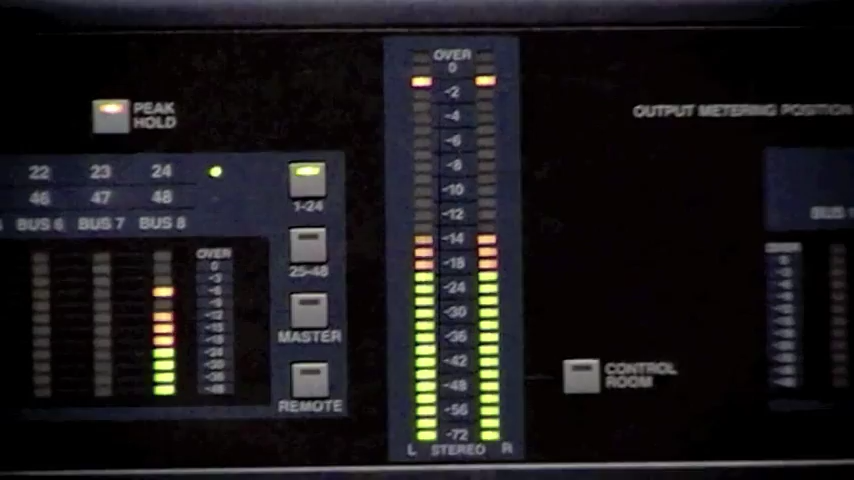 PEAK
HOLD
22 23 24
46 47 48
BUS 6 BUS 7 BUS 8
1-24
25-48
MASTER
REMOTE
OVER
0
-3
OVER
0
-2
-4
-6
-8
-10
-12
-14
-18
-24
-30
-36
-42
-48
-56
-72
L STEREO R
OUTPUT METERING POSITION
CONTROL
ROOM